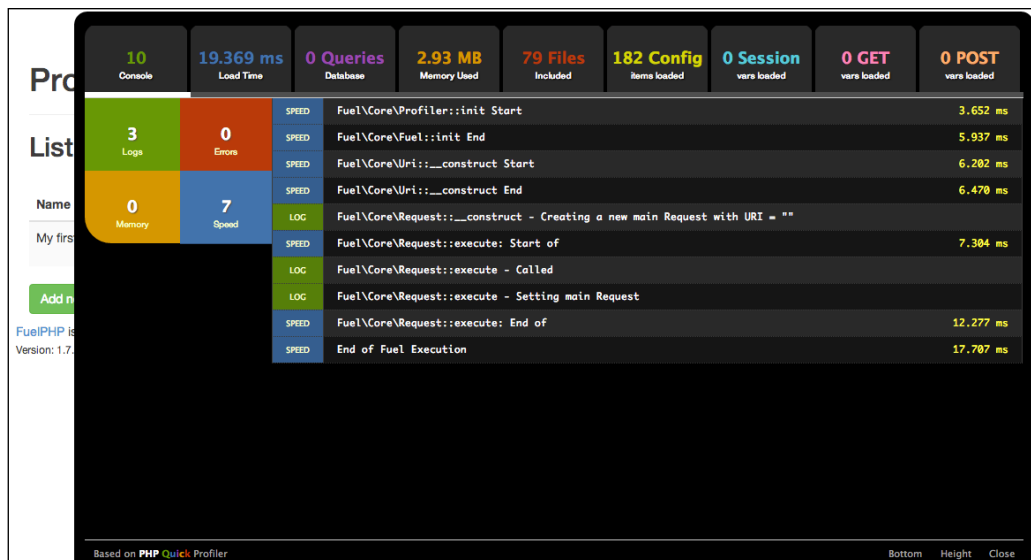 10
Console
19.369 ms
Load Time
0 Queries
Database
2.93 MB
Memory Used
79 Files
Included
182 Config
items loaded
0 Session
vars loaded
0 GET
vars loaded
0 POST
vars loaded
3
Logs
0
Errors
0
Memory
7
Speed
SPEED Fuel\Core\Profiler::init Start 3.652 ms
SPEED Fuel\Core\Fuel::init End 5.937 ms
SPEED Fuel\Core\Uri::__construct Start 6.202 ms
SPEED Fuel\Core\Uri::__construct End 6.470 ms
LOG Fuel\Core\Request::__construct - Creating a new main Request with URI = ""
SPEED Fuel\Core\Request::execute: Start of 7.304 ms
LOG Fuel\Core\Request::execute - Called
LOG Fuel\Core\Request::execute - Setting main Request
SPEED Fuel\Core\Request::execute: End of 12.277 ms
SPEED End of Fuel Execution 17.707 ms
Pro
List
Name
My firs
Add n
FuelPHP is
Version: 1.7.
Based on PHP Quick Profiler
Bottom Height Close